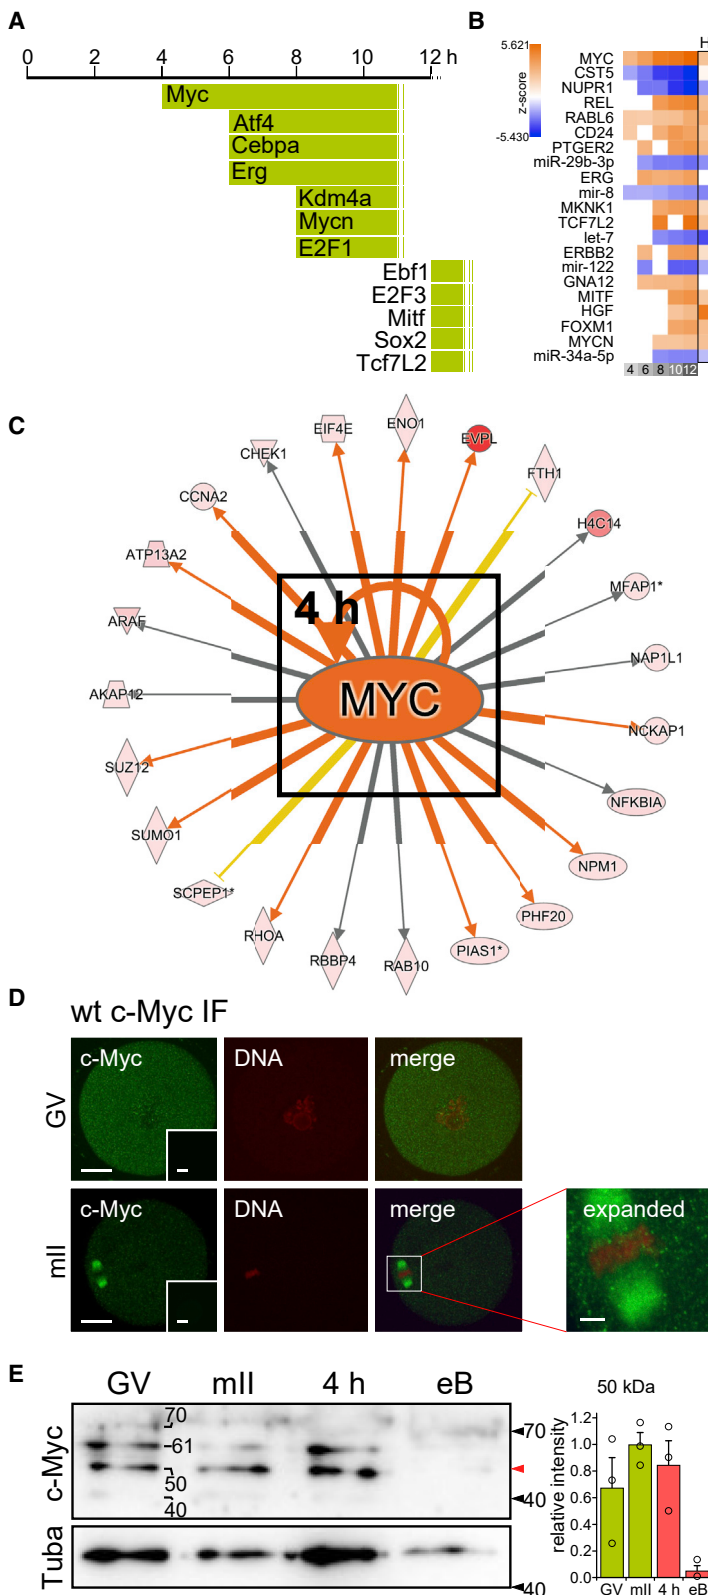 A
0 2 4 6 8 10 12 h
Myc
Atf4
Cebpa
Erg
Kdm4a
Mycn
E2F1
Ebf1
E2F3
Mitf
Sox2
Tcf7L2
B
H
5.621
z-score
-5.430
MYC
CST5
NUPR1
REL
RABL6
CD24
PTGER2
miR-29b-3p
ERG
mir-8
MKNK1
TCF7L2
let-7
ERBB2
mir-122
GNA12
MITF
HGF
FOXM1
MYCN
miR-34a-5p
4 6 8 10 12
C
EIF4E
ENO1
EVPL
CHEK1
FTH1
CCNA2
H4C14
ATP13A2
MFAP1*
4 h
ARAF
NAP1L1
MYC
AKAP12
NCKAP1
SUZ12
NFKBIA
SUMO1
NPM1
SCPEP1*
PHF20
RHOA
RBBP4
RAB10
PIAS1*
D
wt c-Myc IF
GV
c-Myc DNA merge
mII
c-Myc DNA merge expanded
E
GV mII 4 h eB
c-Myc
70
61
50
40
70
40
Tuba
40
50 kDa
relative intensity
1.2
1.0
0.8
0.6
0.4
0.2
0.0
GV mII 4 h eB